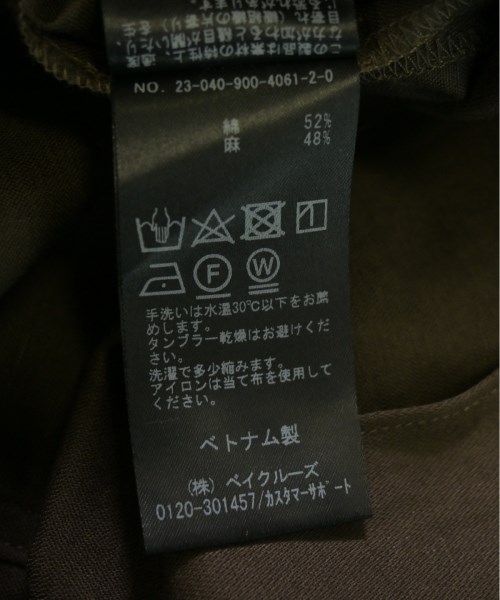 NO. 23-040-900-4061-2-0
綿 52%
麻 48%
F W
手洗いは水温30℃以下をお薦
めします。
タンブラー乾燥はお避けくだ
さい。
洗濯で多少縮みます。
アイロンは当て布を使用して
ください。
ベトナム製
(株) ベイクルーズ
0120-301457/カスタマーサポート